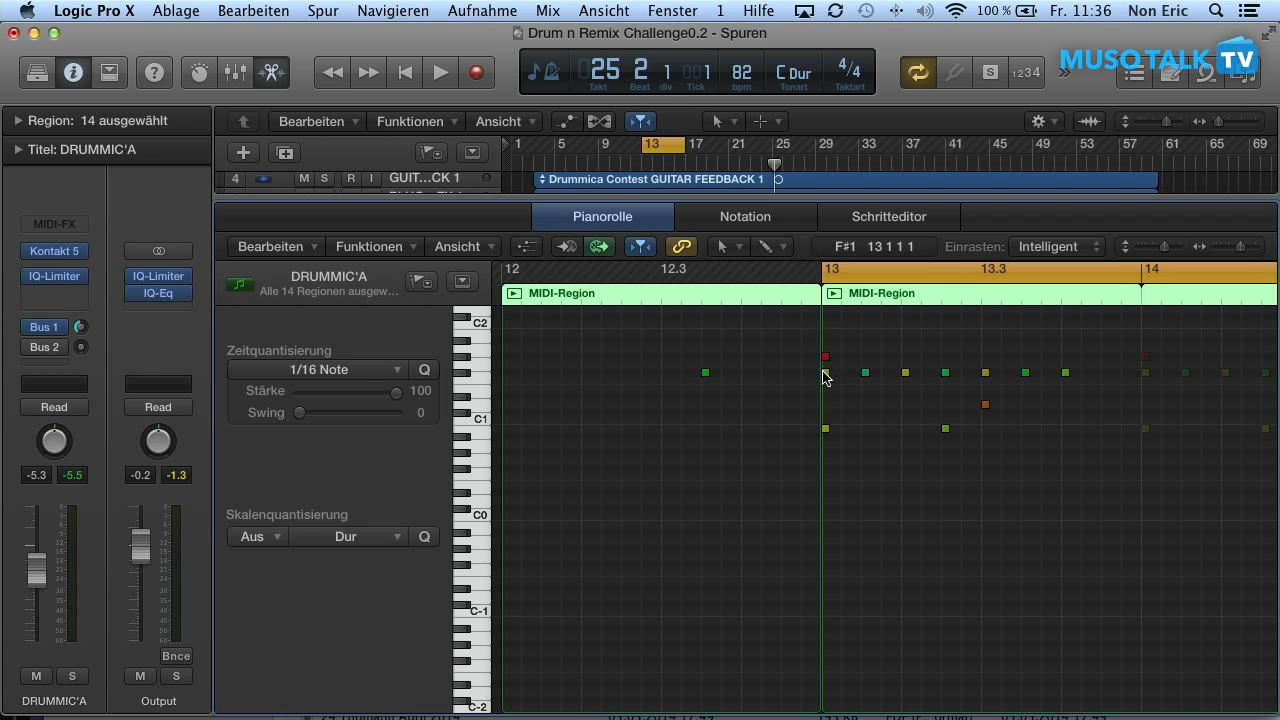 Logic Pro X Ablage Bearbeiten Spur Navigieren Aufnahme Mix Ansicht Fenster 1 Hilfe 100 % Fr. 11:36 Non Eric
Drum n Remix Challenge0.2 - Spuren
MUSOTALK TV
25 2 1 001 82 C Dur 4/4
Takt Beat div Tick bpm Tonart Taktart
S 1234
Region: 14 ausgewählt
Titel: DRUMMIC'A
Bearbeiten Funktionen Ansicht
1 5 9 13 17 21 25 29 33 37 41 45 49 53 57 61 65 69
4 M S R I GUIT...CK 1
Drummica Contest GUITAR FEEDBACK 1
Pianorolle Notation Schritteditor
Bearbeiten Funktionen Ansicht F#1 13 1 1 1 Einrasten: Intelligent
DRUMMIC'A
Alle 14 Regionen ausgew…
12 12.3 13 13.3 14
MIDI-Region MIDI-Region
MIDI-FX
Kontakt 5
IQ-Limiter IQ-Limiter
IQ-Eq
Bus 1
Bus 2
Read Read
-5.3 -5.5 -0.2 -1.3
Zeitquantisierung
1/16 Note Q
Stärke 100
Swing 0
Skalenquantisierung
Aus Dur Q
C2
C1
C0
C-1
C-2
Bnce
M S M S
DRUMMIC'A Output